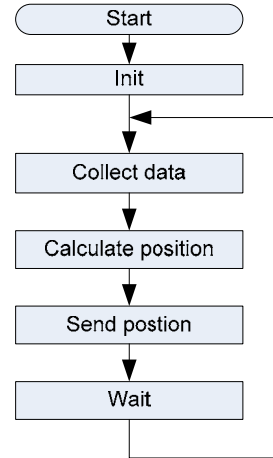 Start
Init
Collect data
Calculate position
Send postion
Wait